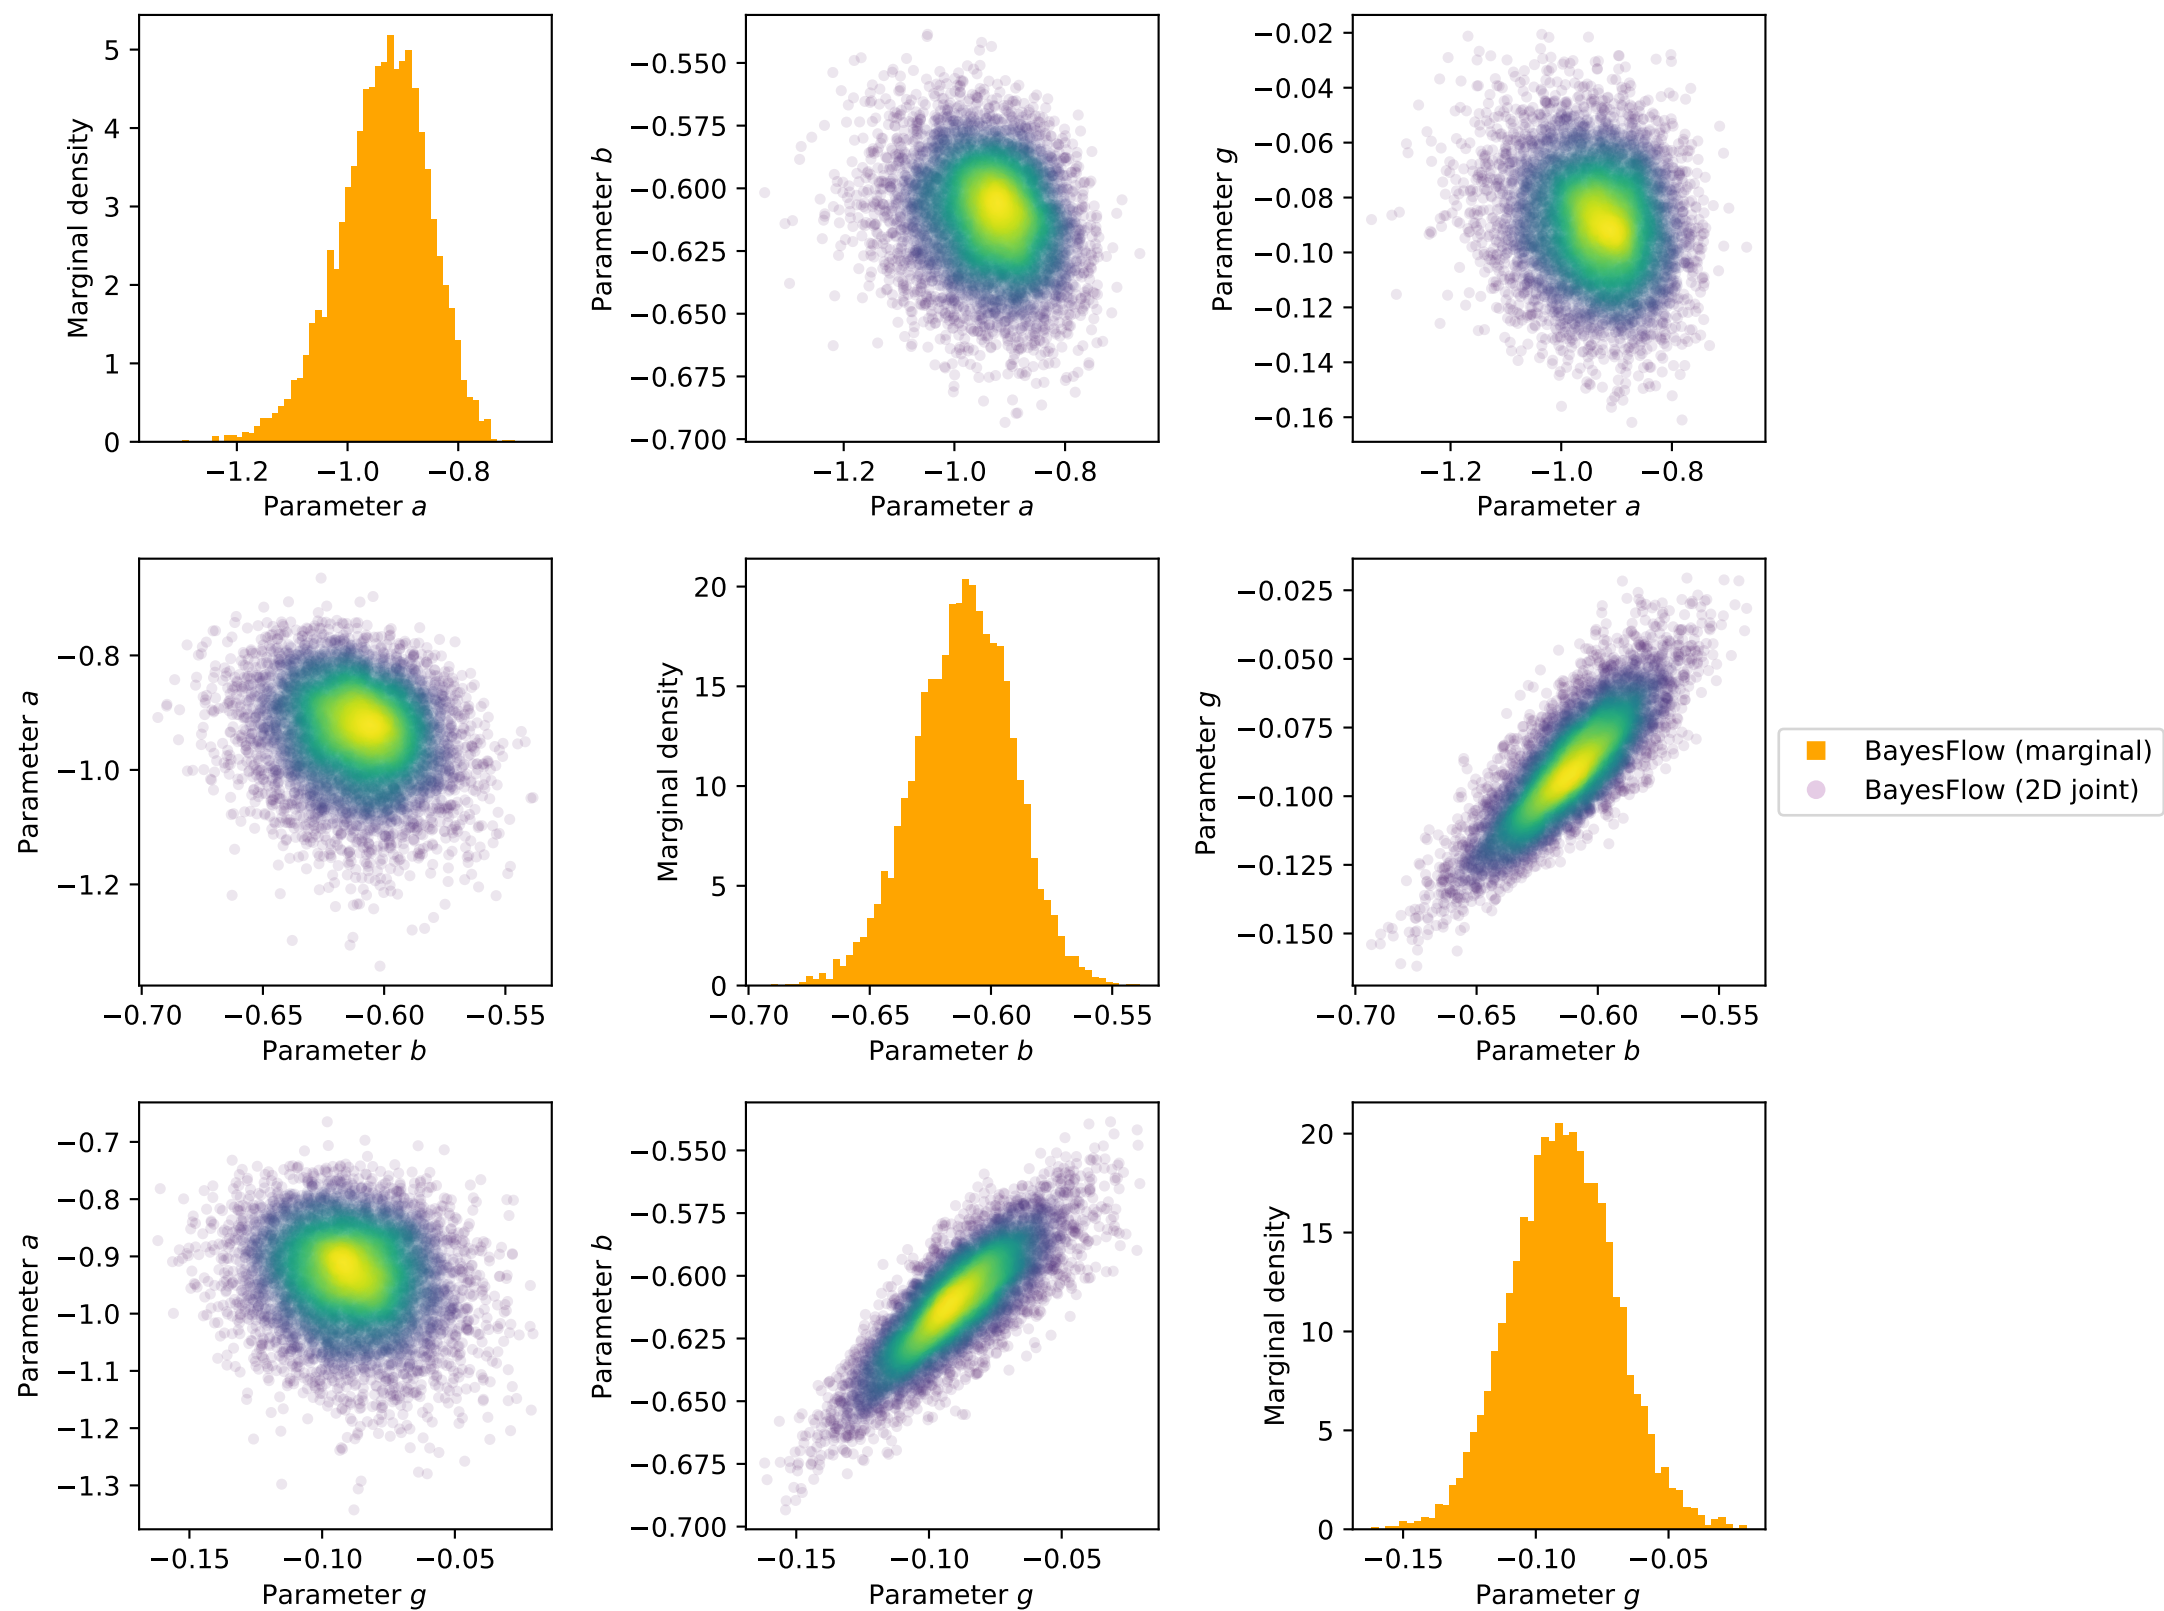 5
4
3
2
1
0
Marginal density
−1.2 −1.0 −0.8
Parameter a
−0.550
−0.575
−0.600
−0.625
−0.650
−0.675
−0.700
Parameter b
−1.2 −1.0 −0.8
Parameter a
−0.02
−0.04
−0.06
−0.08
−0.10
−0.12
−0.14
−0.16
Parameter g
−1.2 −1.0 −0.8
Parameter a
−0.8
−1.0
−1.2
Parameter a
−0.70 −0.65 −0.60 −0.55
Parameter b
20
15
10
5
0
Marginal density
−0.70 −0.65 −0.60 −0.55
Parameter b
−0.025
−0.050
−0.075
−0.100
−0.125
−0.150
Parameter g
−0.70 −0.65 −0.60 −0.55
Parameter b
BayesFlow (marginal)
BayesFlow (2D joint)
−0.7
−0.8
−0.9
−1.0
−1.1
−1.2
−1.3
Parameter a
−0.15 −0.10 −0.05
Parameter g
−0.550
−0.575
−0.600
−0.625
−0.650
−0.675
−0.700
Parameter b
−0.15 −0.10 −0.05
Parameter g
20
15
10
5
0
Marginal density
−0.15 −0.10 −0.05
Parameter g